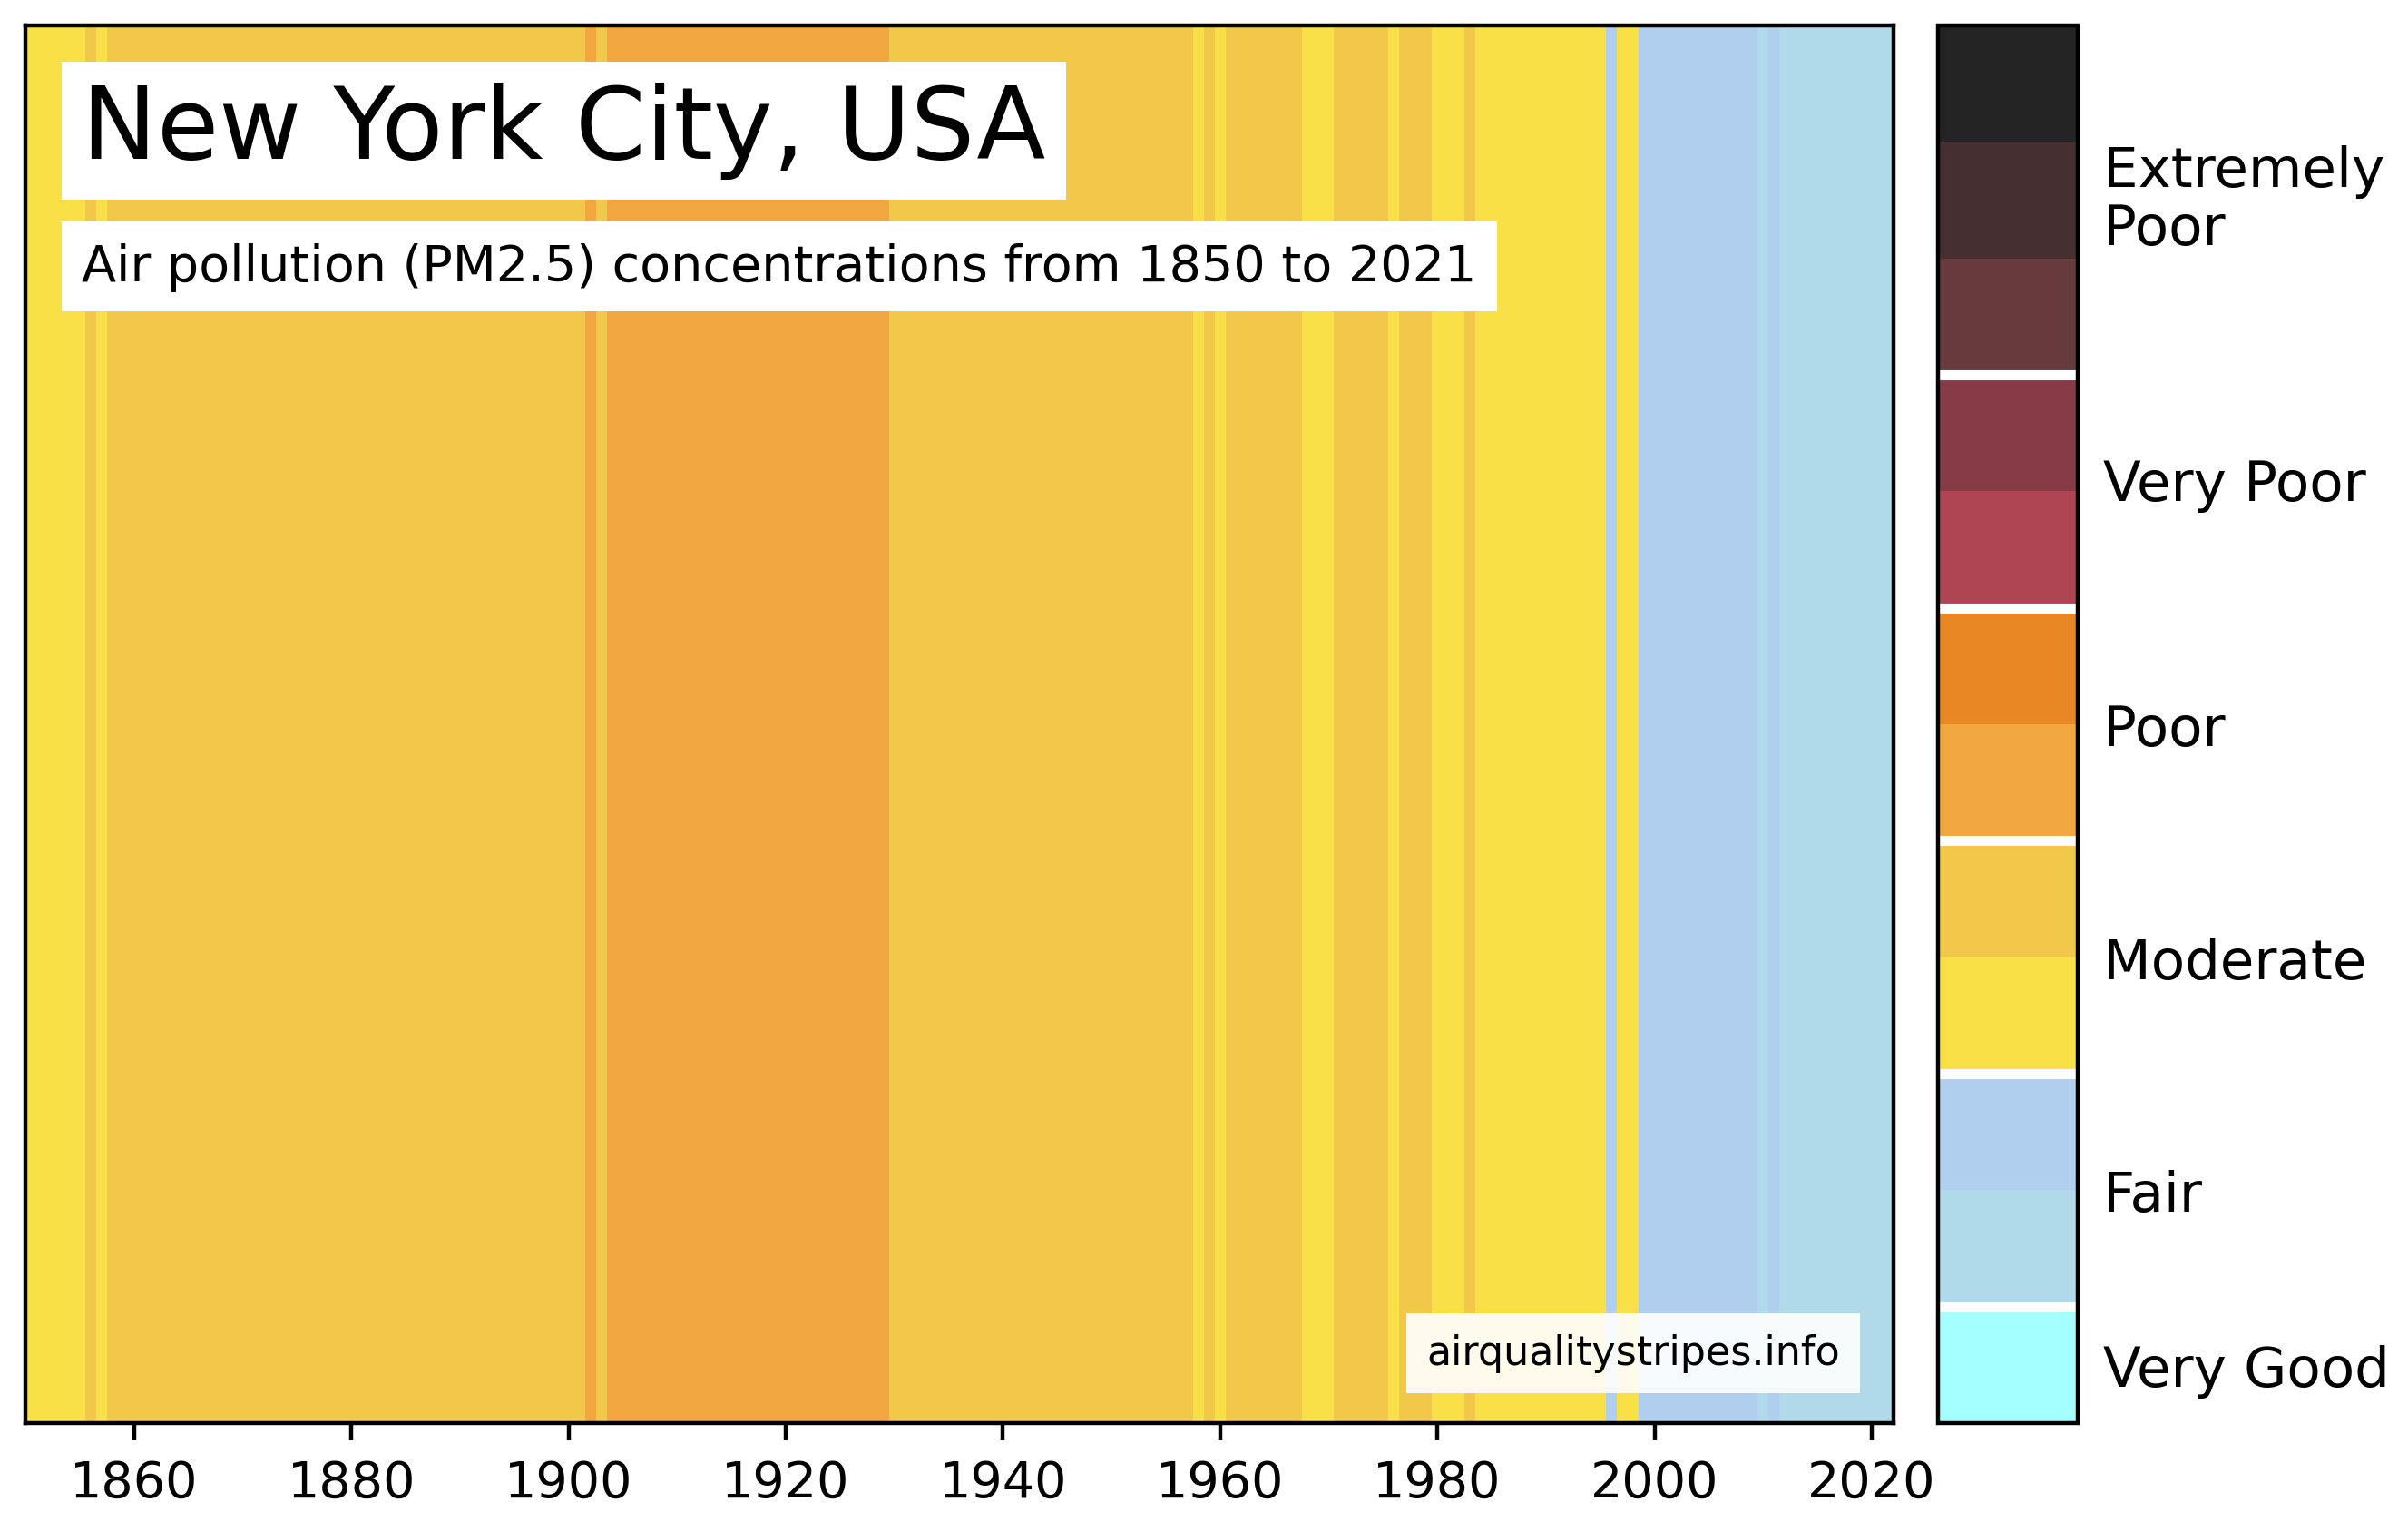 New York City, USA
Air pollution (PM2.5) concentrations from 1850 to 2021
airqualitystripes.info
1860 1880 1900 1920 1940 1960 1980 2000 2020
Extremely
Poor
Very Poor
Poor
Moderate
Fair
Very Good